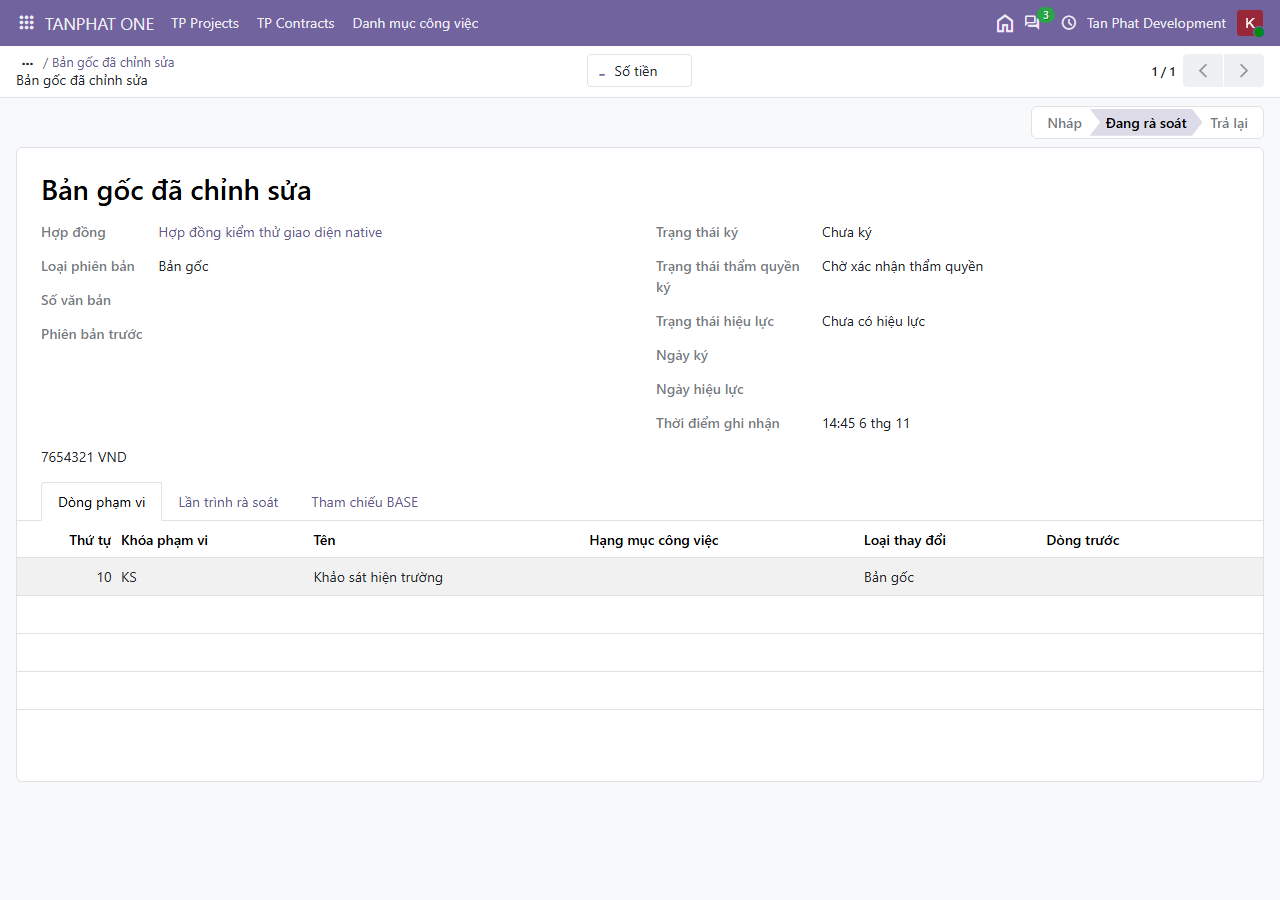 TANPHAT ONE TP Projects TP Contracts Danh mục công việc 3 Tan Phat Development K
... / Bản gốc đã chỉnh sửa
Bản gốc đã chỉnh sửa
Số tiền
1 / 1
Nháp Đang rà soát Trả lại
Bản gốc đã chỉnh sửa
Hợp đồng Hợp đồng kiểm thử giao diện native
Loại phiên bản Bản gốc
Số văn bản
Phiên bản trước
Trạng thái ký Chưa ký
Trạng thái thẩm quyền Chờ xác nhận thẩm quyền
ký
Trạng thái hiệu lực Chưa có hiệu lực
Ngày ký
Ngày hiệu lực
Thời điểm ghi nhận 14:45 6 thg 11
7654321 VND
Dòng phạm vi Lần trình rà soát Tham chiếu BASE
Thứ tự Khóa phạm vi Tên Hạng mục công việc Loại thay đổi Dòng trước
10 KS Khảo sát hiện trường Bản gốc